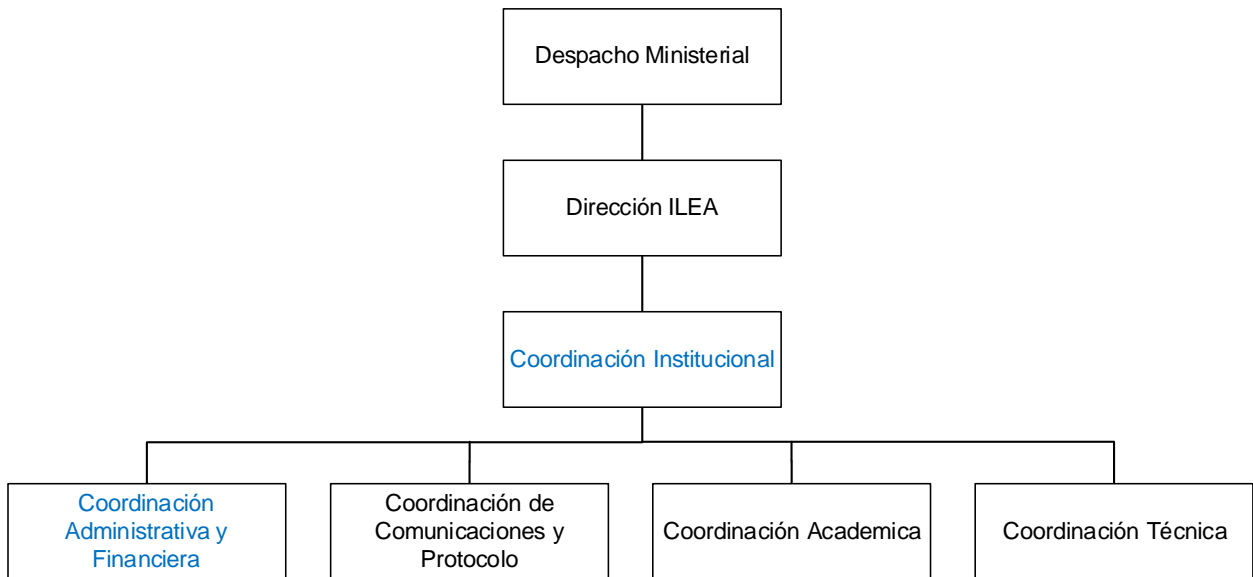 Despacho Ministerial
Dirección ILEA
Coordinación Institucional
Coordinación
Administrativa y
Financiera
Coordinación de
Comunicaciones y
Protocolo
Coordinación Academica
Coordinación Técnica